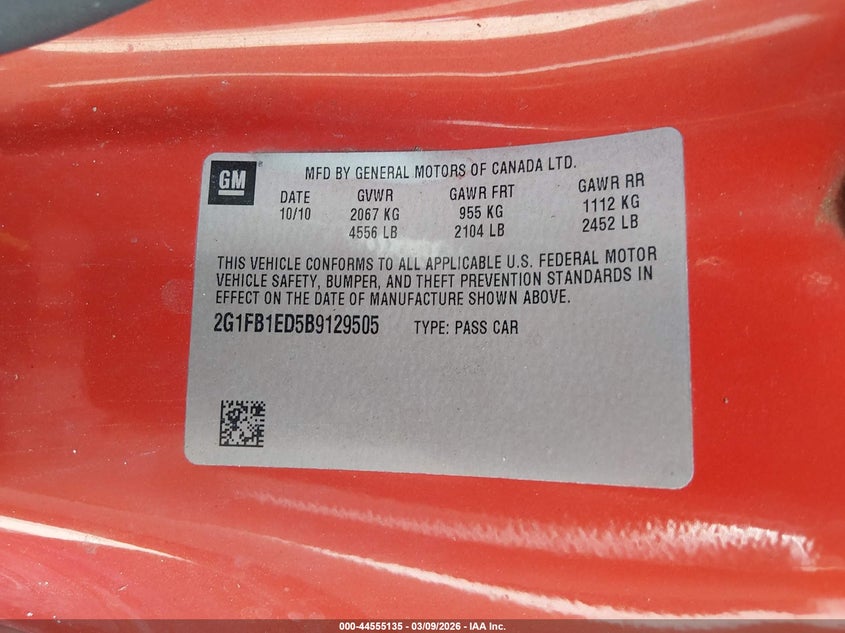 GM
MFD BY GENERAL MOTORS OF CANADA LTD.
DATE GVWR GAWR FRT GAWR RR
10/10 2067 KG 955 KG 1112 KG
4556 LB 2104 LB 2452 LB
THIS VEHICLE CONFORMS TO ALL APPLICABLE U.S. FEDERAL MOTOR
VEHICLE SAFETY, BUMPER, AND THEFT PREVENTION STANDARDS IN
EFFECT ON THE DATE OF MANUFACTURE SHOWN ABOVE.
2G1FB1ED5B9129505 TYPE: PASS CAR
000-44555135 - 03/09/2026 - IAA Inc.